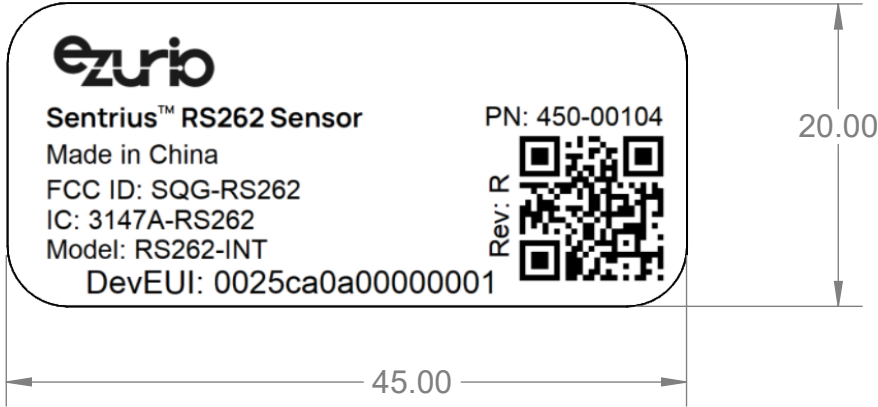 ezurio
Sentrius™ RS262 Sensor
PN: 450-00104
Made in China
FCC ID: SQG-RS262
IC: 3147A-RS262
Model: RS262-INT
Rev: R
DevEUI: 0025ca0a00000001
20.00
45.00